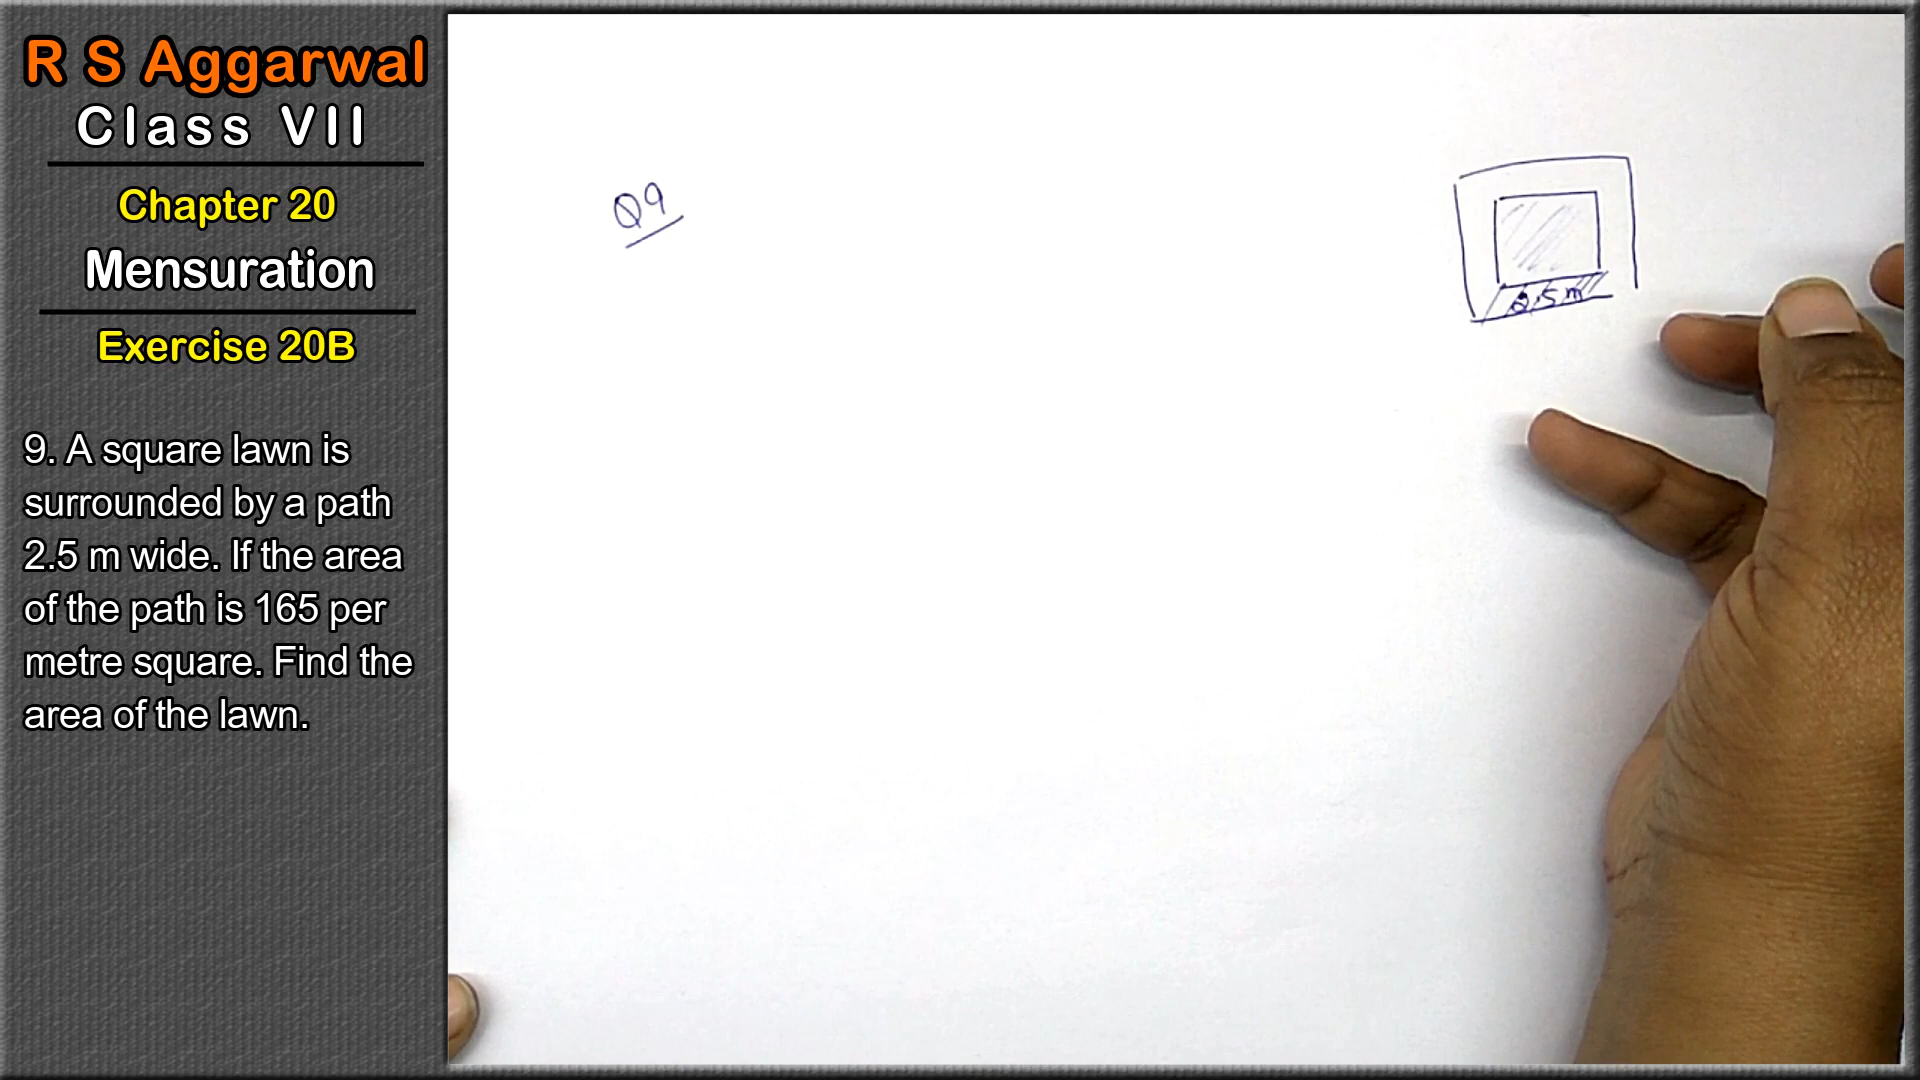 R S Aggarwal
Class VII
Chapter 20
Mensuration
Exercise 20B
9. A square lawn is
surrounded by a path
2.5 m wide. If the area
of the path is 165 per
metre square. Find the
area of the lawn.
Q9
2.5 m